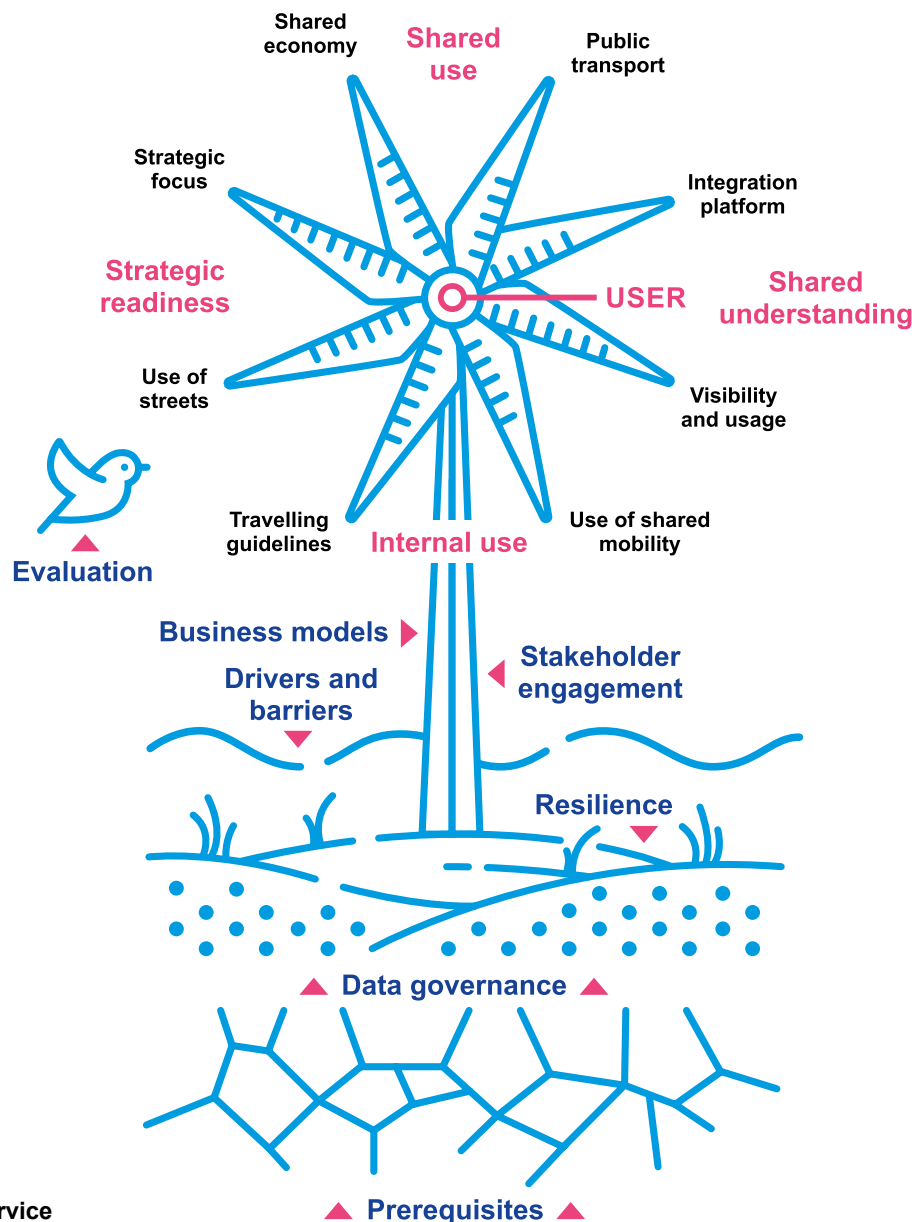 Shared
economy
Shared
use
Public
transport
Strategic
focus
Integration
platform
Strategic
readiness
USER
Shared
understanding
Use of
streets
Visibility
and usage
Travelling
guidelines
Internal use
Use of shared
mobility
Evaluation
Business models
Stakeholder
engagement
Drivers and
barriers
Resilience
Data governance
rvice
Prerequisites